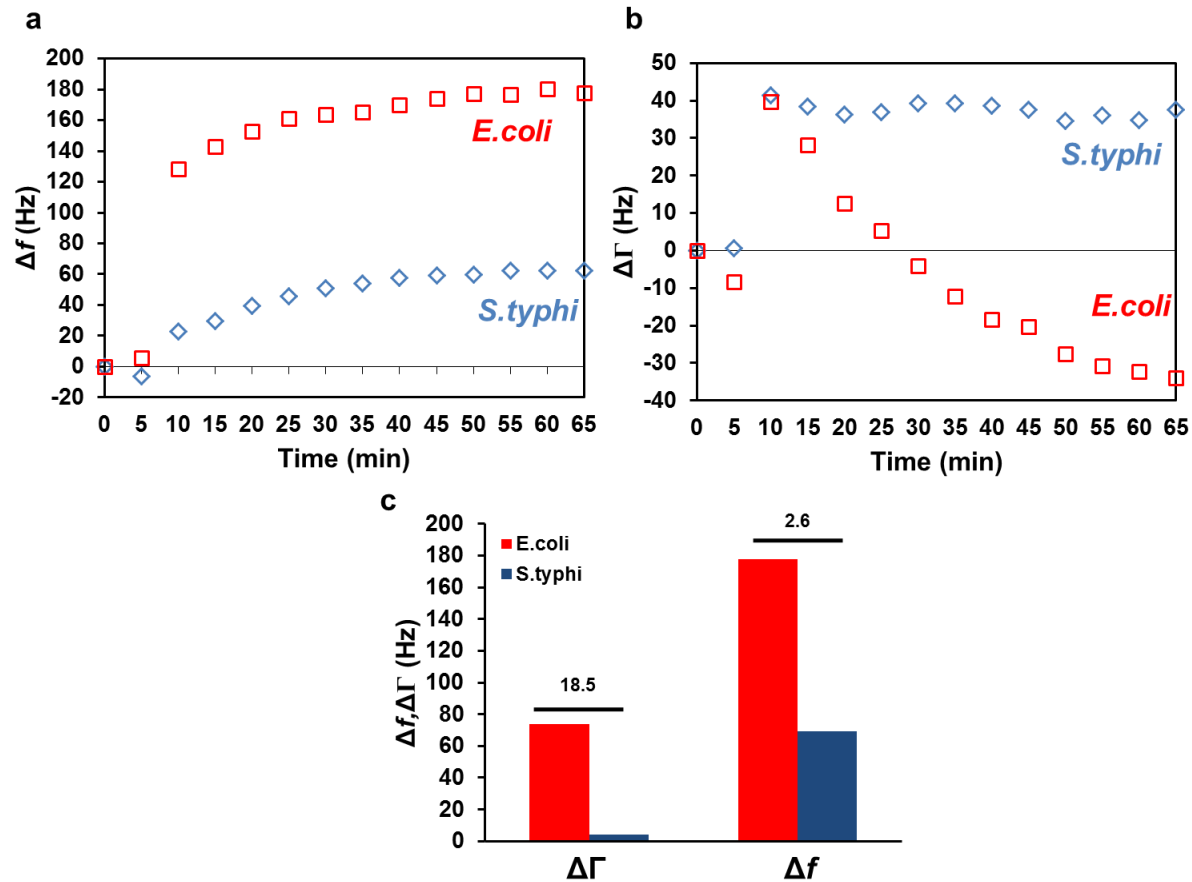 a
200
180
160
140
120
100
80
60
40
20
0
-20
Δf (Hz)
E.coli
S.typhi
0 5 10 15 20 25 30 35 40 45 50 55 60 65
Time (min)
b
50
40
30
20
10
0
-10
-20
-30
-40
ΔΓ (Hz)
S.typhi
E.coli
0 5 10 15 20 25 30 35 40 45 50 55 60 65
Time (min)
c
200
180
160
140
120
100
80
60
40
20
0
Δf,ΔΓ (Hz)
E.coli
S.typhi
18.5
2.6
ΔΓ Δf